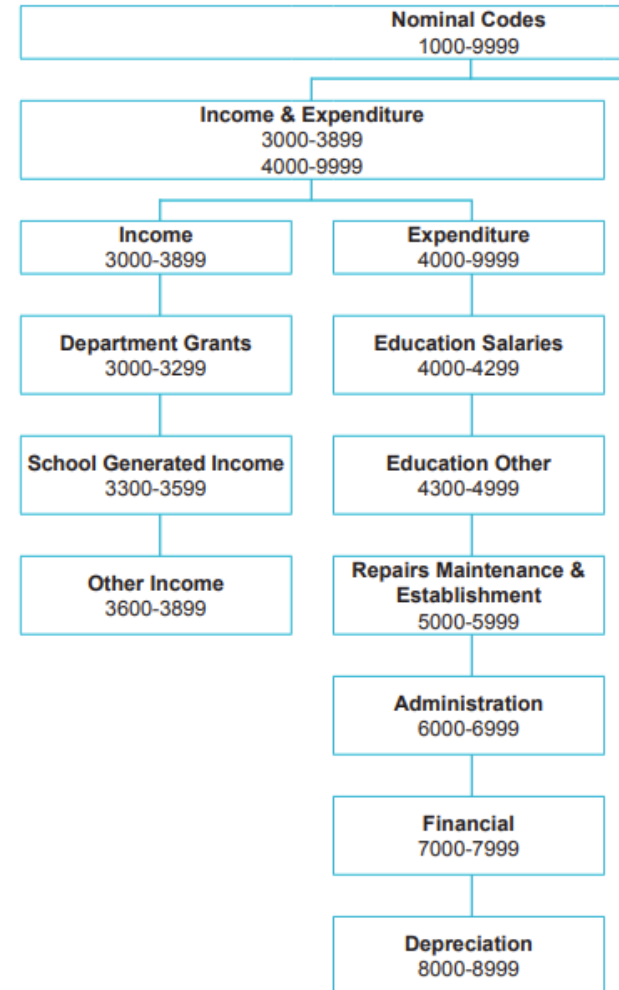 Nominal Codes
1000-9999
Income & Expenditure
3000-3899
4000-9999
Income
3000-3899
Expenditure
4000-9999
Department Grants
3000-3299
Education Salaries
4000-4299
School Generated Income
3300-3599
Education Other
4300-4999
Other Income
3600-3899
Repairs Maintenance &
Establishment
5000-5999
Administration
6000-6999
Financial
7000-7999
Depreciation
8000-8999